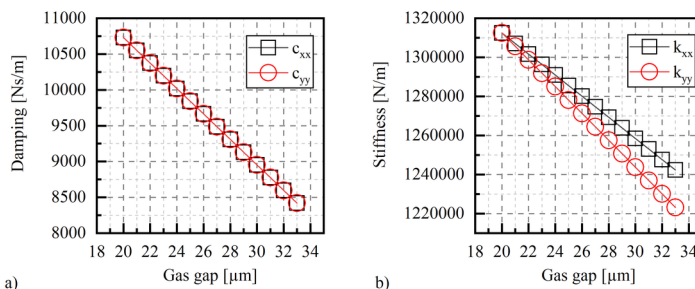 11000
10500
10000
9500
9000
8500
8000
Damping [Ns/m]
c xx
c yy
18 20 22 24 26 28 30 32 34
Gas gap [µm]
a)
1320000
1300000
1280000
1260000
1240000
1220000
Stiffness [N/m]
k xx
k yy
18 20 22 24 26 28 30 32 34
Gas gap [µm]
b)